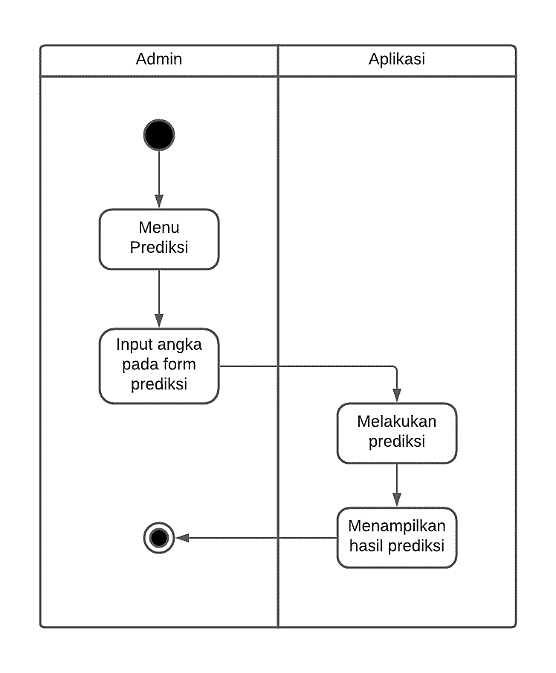 Admin
Aplikasi
Menu
Prediksi
Input angka
pada form
prediksi
Melakukan
prediksi
Menampilkan
hasil prediksi